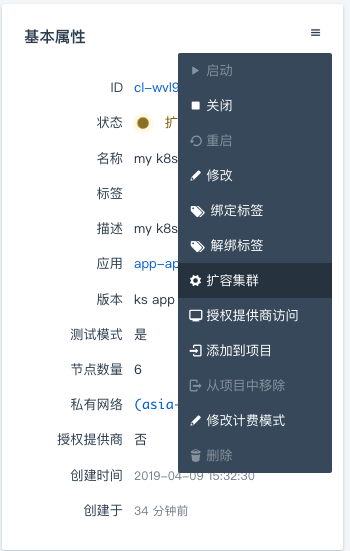 基本属性
ID cl-wvl9
状态 扩
名称 my k8s
标签
描述 my k8s
应用 app-ap
版本 ks app
测试模式 是
节点数量 6
私有网络 (asia-
授权提供商 否
创建时间 2019-04-09 15:32:30
创建于 34 分钟前
启动
关闭
重启
修改
绑定标签
解绑标签
扩容集群
授权提供商访问
添加到项目
从项目中移除
修改计费模式
删除